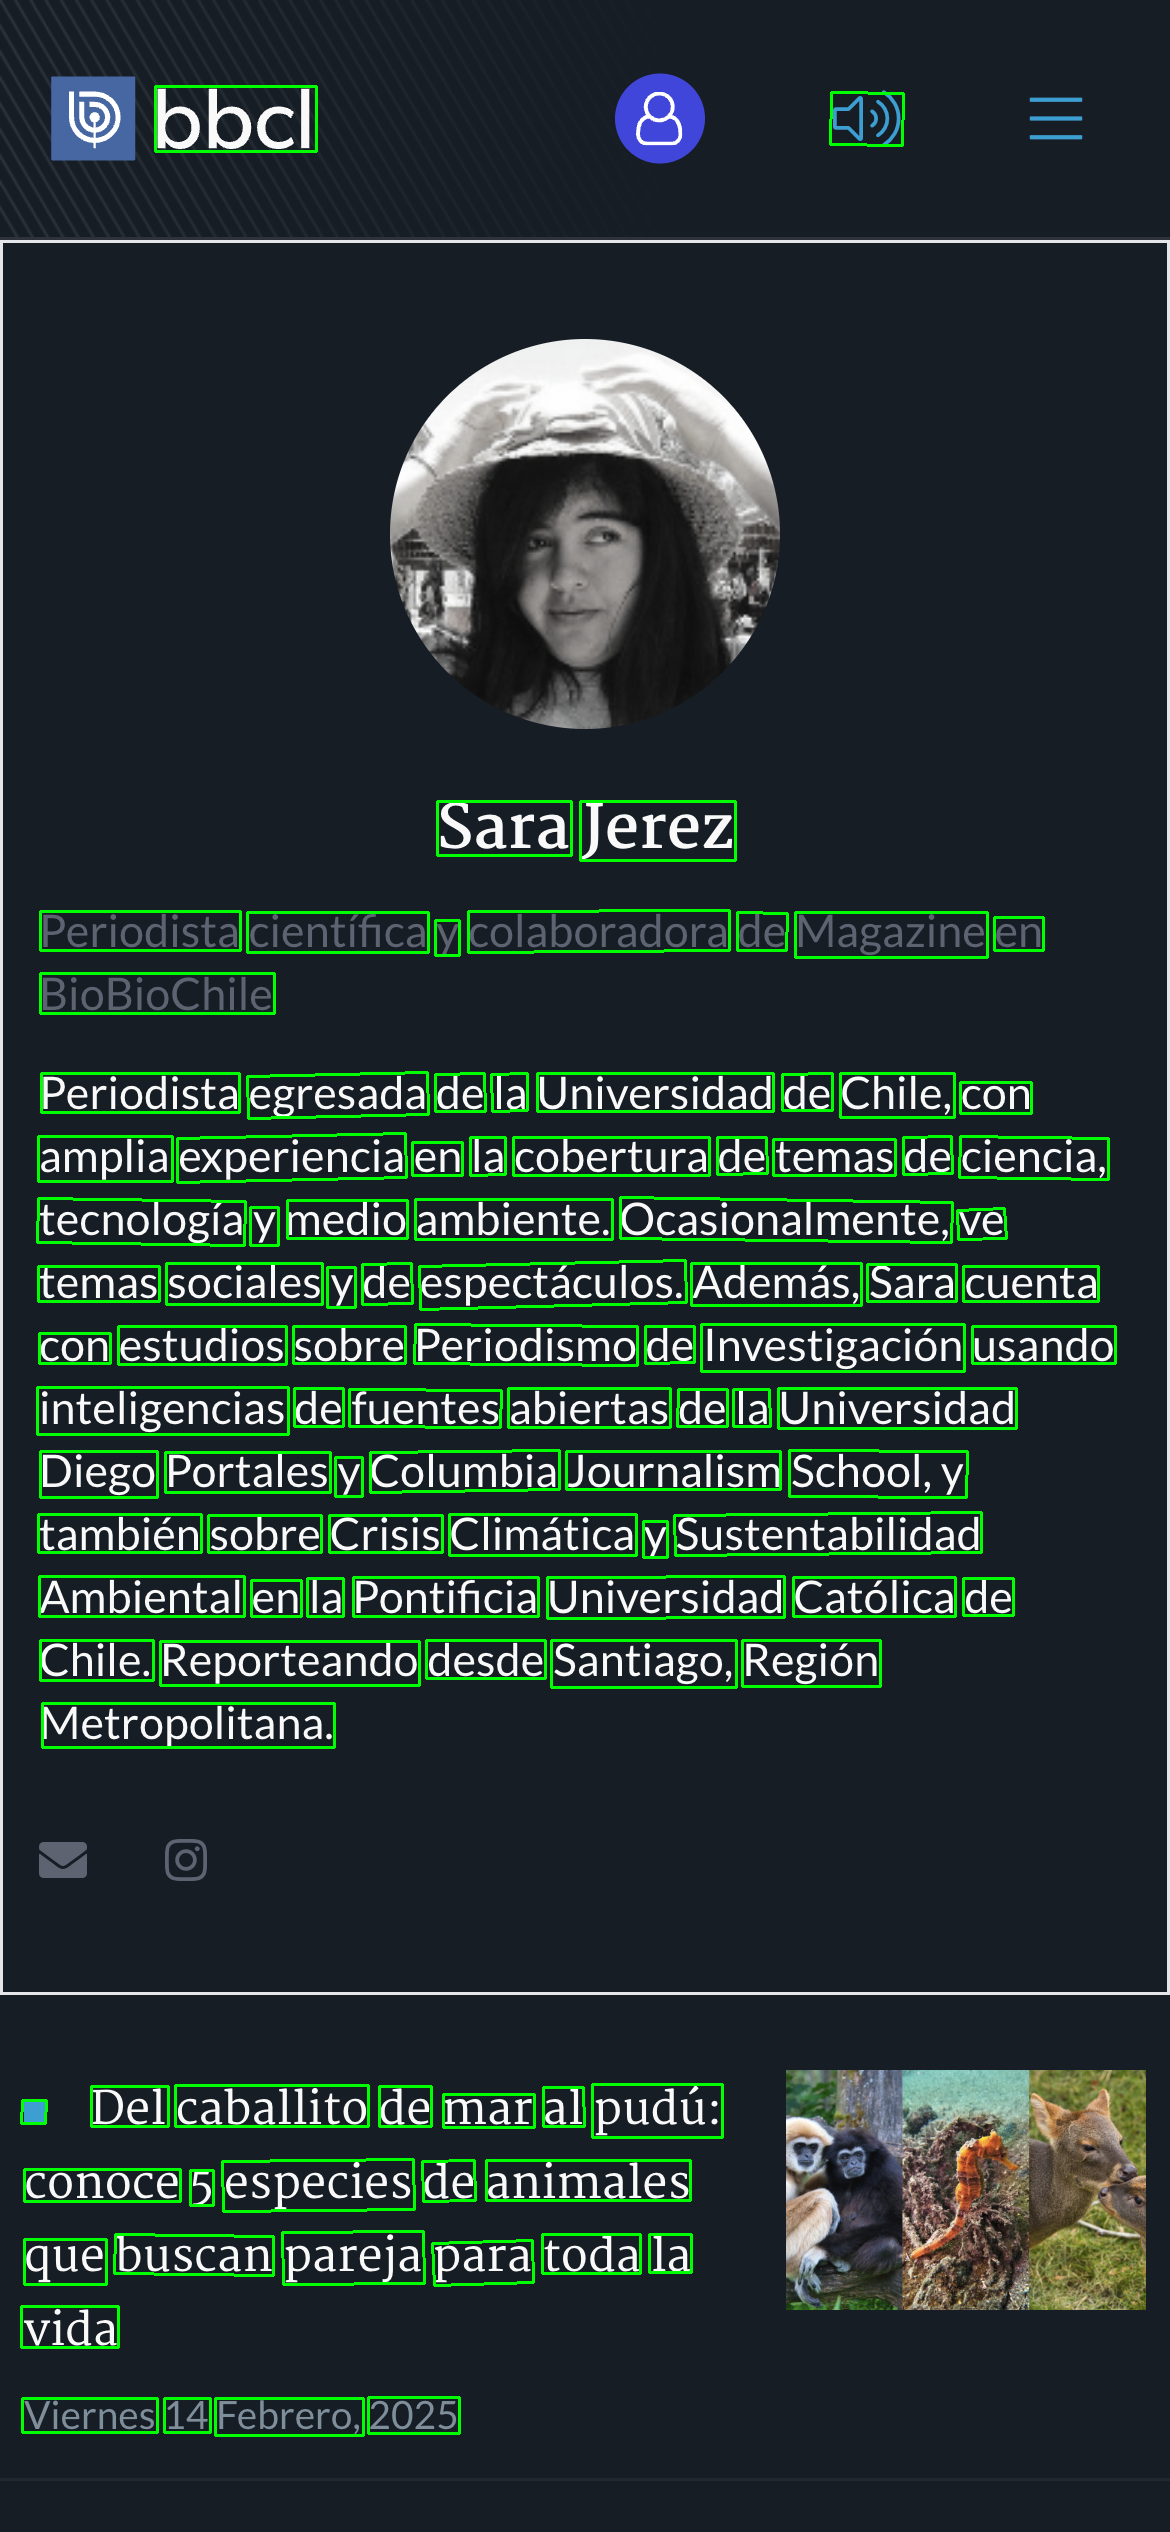 bbcl
Sara Jerez
Periodista científica y colaboradora de Magazine en
BioBioChile
Periodista egresada de la Universidad de Chile, con
amplia experiencia en la cobertura de temas de ciencia,
tecnología y medio ambiente. Ocasionalmente, ve
temas sociales y de espectáculos. Además, Sara cuenta
con estudios sobre Periodismo de Investigación usando
inteligencias de fuentes abiertas de la Universidad
Diego Portales y Columbia Journalism School, y
también sobre Crisis Climática y Sustentabilidad
Ambiental en la Pontificia Universidad Católica de
Chile. Reporteando desde Santiago, Región
Metropolitana.
Del caballito de mar al pudú:
conoce 5 especies de animales
que buscan pareja para toda la
vida
Viernes 14 Febrero, 2025